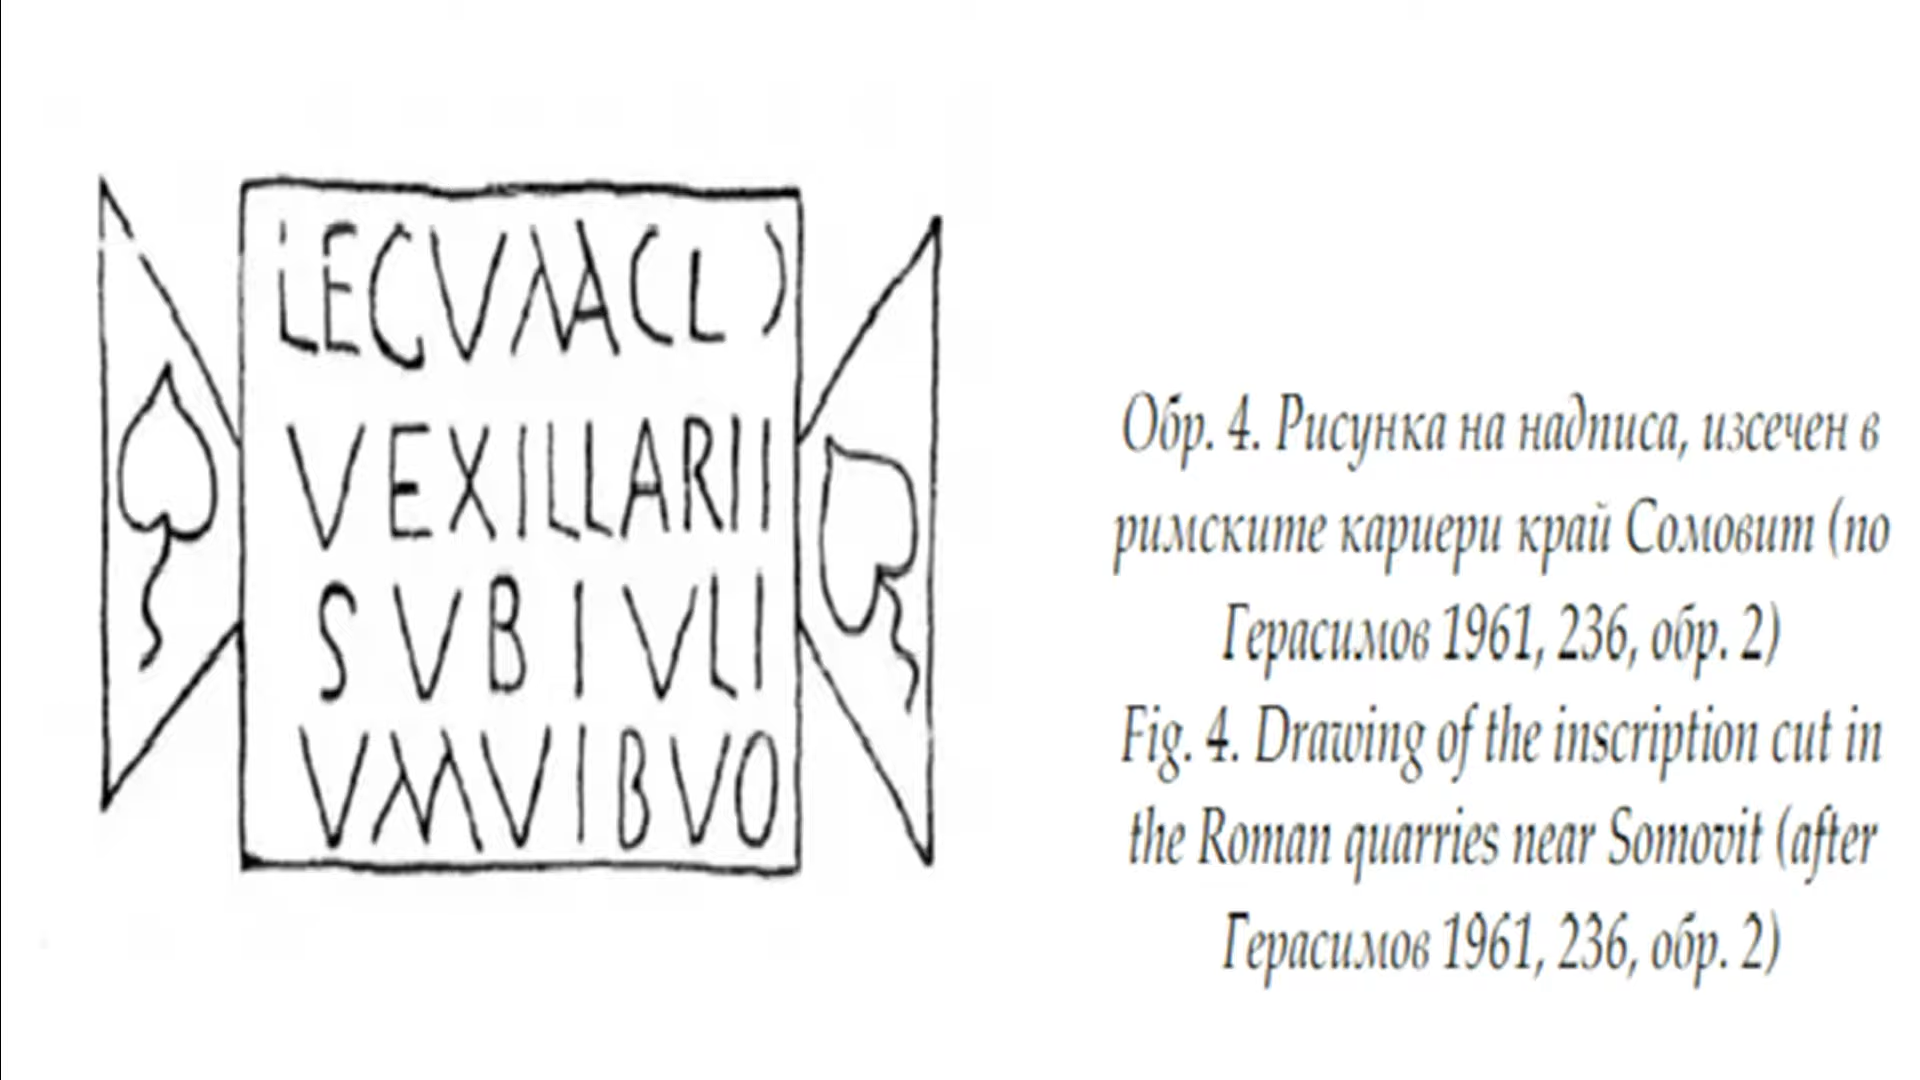 LEGVMACL)
VEXILLARII
SVBIVLI
VMVIBVO
Обр. 4. Рисунка на надписа, изсечен в
римските кариери край Сомовит (по
Герасимов 1961, 236, обр. 2)
Fig. 4. Drawing of the inscription cut in
the Roman quarries near Somovit (after
Герасимов 1961, 236, обр. 2)